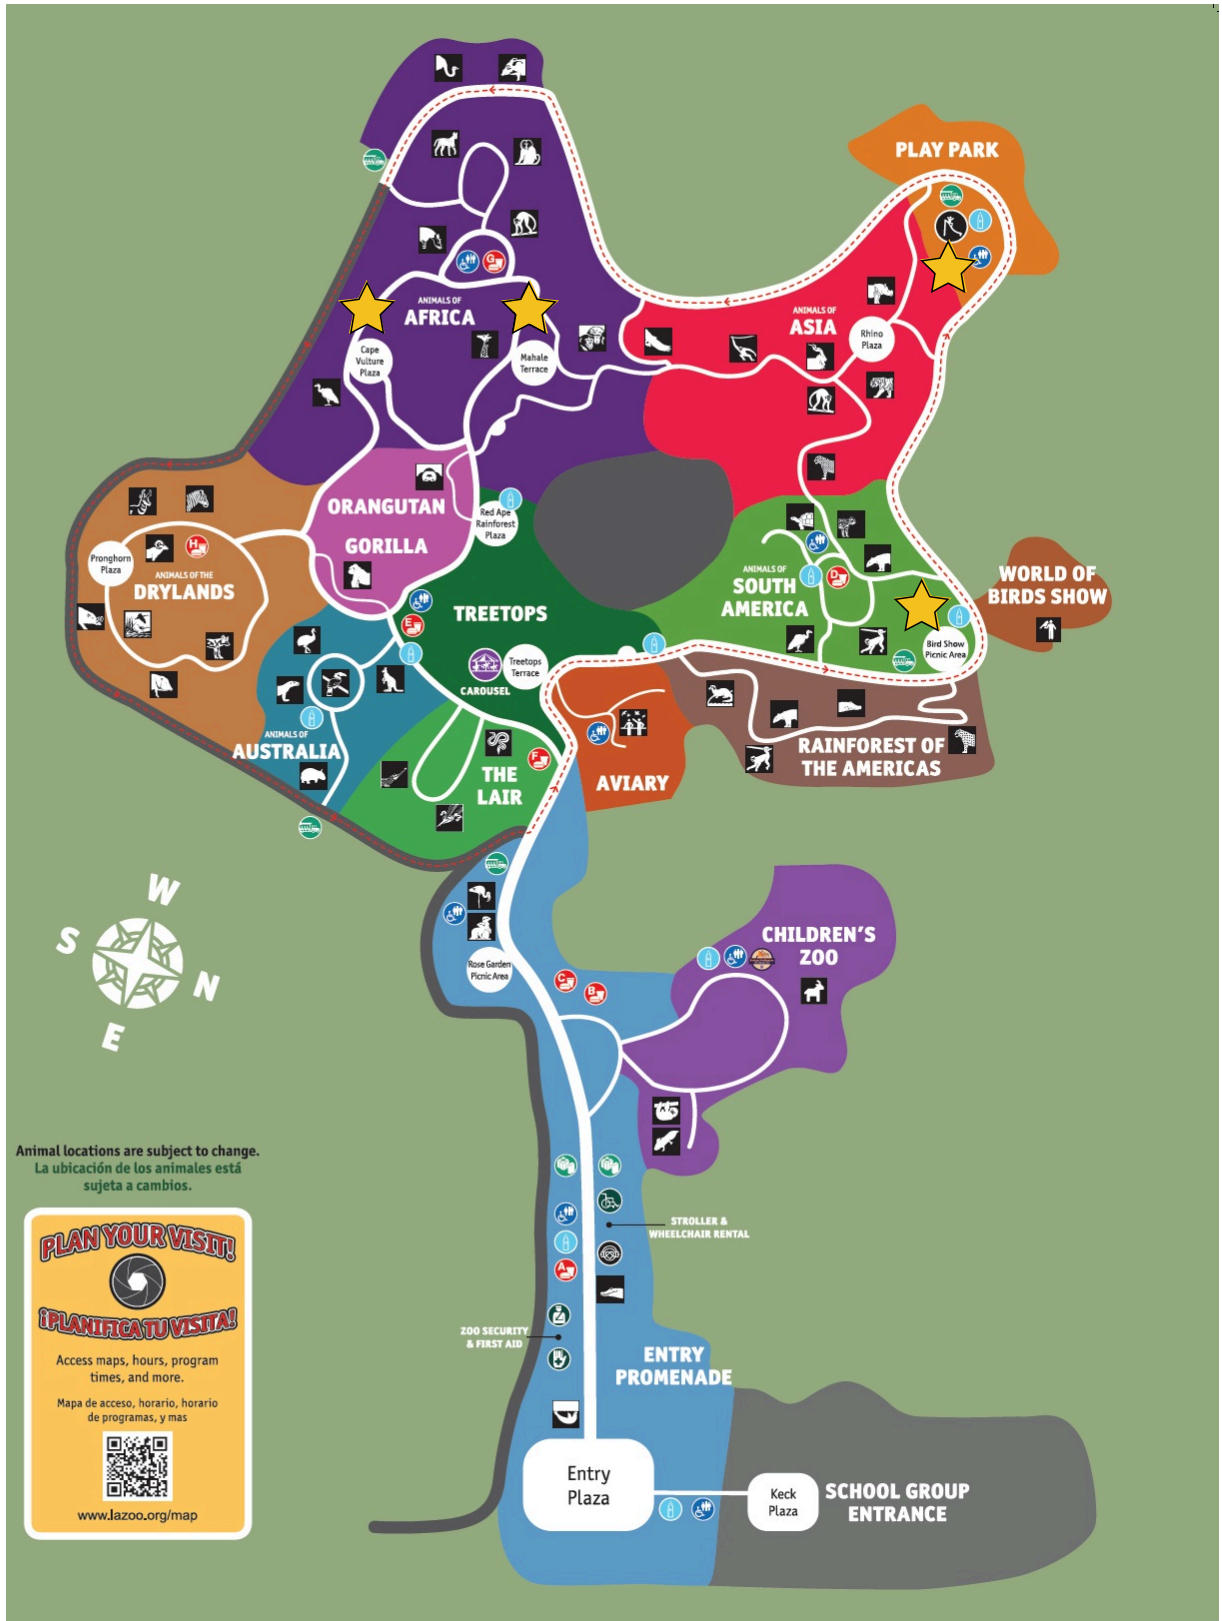 PLAY PARK
ANIMALS OF
AFRICA
Cape
Vulture
Plaza
Mahale
Terrace
G
ANIMALS OF
ASIA
Rhino
Plaza
ORANGUTAN
GORILLA
Red Ape
Rainforest
Plaza
Pronghorn
Plaza
H
ANIMALS OF THE
DRYLANDS
TREETOPS
E
CAROUSEL
Treetops
Terrace
ANIMALS OF
SOUTH
AMERICA
D
Bird Show
Picnic Area
WORLD OF
BIRDS SHOW
ANIMALS OF
AUSTRALIA
THE
LAIR
F
AVIARY
RAINFOREST OF
THE AMERICAS
W
S
N
E
Rose Garden
Picnic Area
C
B
CHILDREN'S
ZOO
STROLLER &
WHEELCHAIR RENTAL
A
ZOO SECURITY
& FIRST AID
ENTRY
PROMENADE
Entry
Plaza
Keck
Plaza
SCHOOL GROUP
ENTRANCE
Animal locations are subject to change.
La ubicación de los animales está
sujeta a cambios.
PLAN YOUR VISIT!
¡PLANIFICA TU VISITA!
Access maps, hours, program
times, and more.
Mapa de acceso, horario, horario
de programas, y mas
www.lazoo.org/map